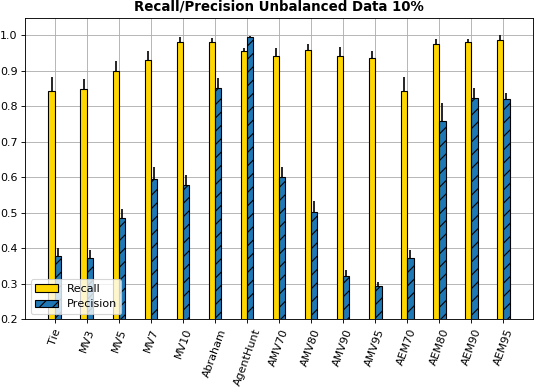 Recall/Precision Unbalanced Data 10%
1.0
0.9
0.8
0.7
0.6
0.5
0.4
0.3
0.2
Recall
Precision
Tie
MV3
MV5
MV7
MV10
Abraham
AgentHunt
AMV70
AMV80
AMV90
AMV95
AEM70
AEM80
AEM90
AEM95